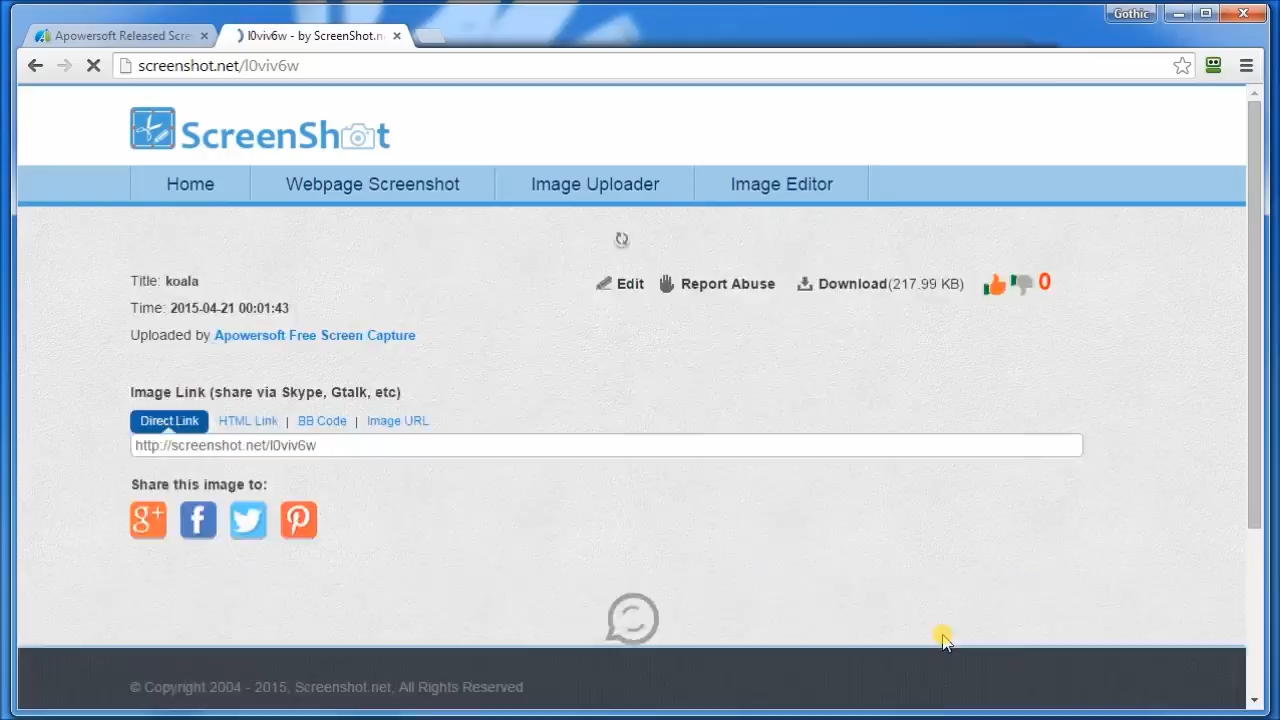 Gothic
Apowersoft Released Scre
l0viv6w - by ScreenShot.n
screenshot.net/l0viv6w
ScreenShot
Home
Webpage Screenshot
Image Uploader
Image Editor
Title: koala
Edit
Report Abuse
Download(217.99 KB)
0
Time: 2015-04-21 00:01:43
Uploaded by Apowersoft Free Screen Capture
Image Link (share via Skype, Gtalk, etc)
Direct Link
HTML Link | BB Code | Image URL
http://screenshot.net/l0viv6w
Share this image to:
© Copyright 2004 - 2015, Screenshot.net, All Rights Reserved